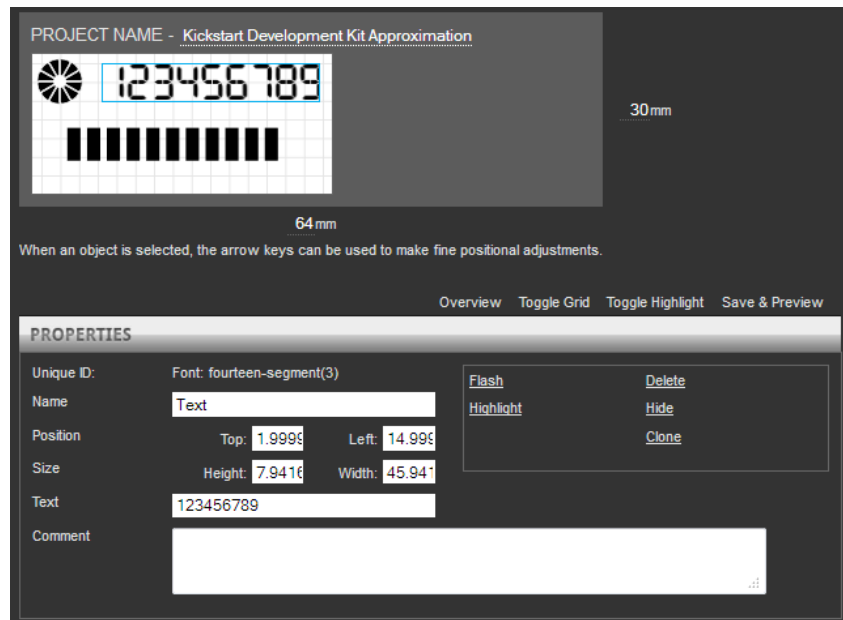 PROJECT NAME - Kickstart Development Kit Approximation
123456789
30mm
64mm
When an object is selected, the arrow keys can be used to make fine positional adjustments.
Overview Toggle Grid Toggle Highlight Save & Preview
PROPERTIES
Unique ID: Font: fourteen-segment(3)
Flash Delete
Name Text
Highlight Hide
Position Top: 1.9999 Left: 14.999
Clone
Size Height: 7.9416 Width: 45.941
Text 123456789
Comment